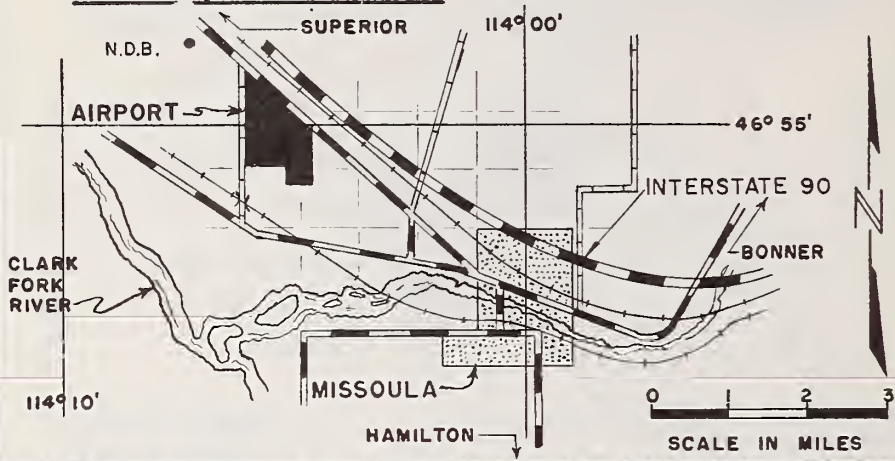 SUPERIOR
114° 00'
N.D.B.
AIRPORT
46° 55'
INTERSTATE 90
N
BONNER
CLARK
FORK
RIVER
114° 10'
MISSOULA
HAMILTON
0 1 2 3
SCALE IN MILES